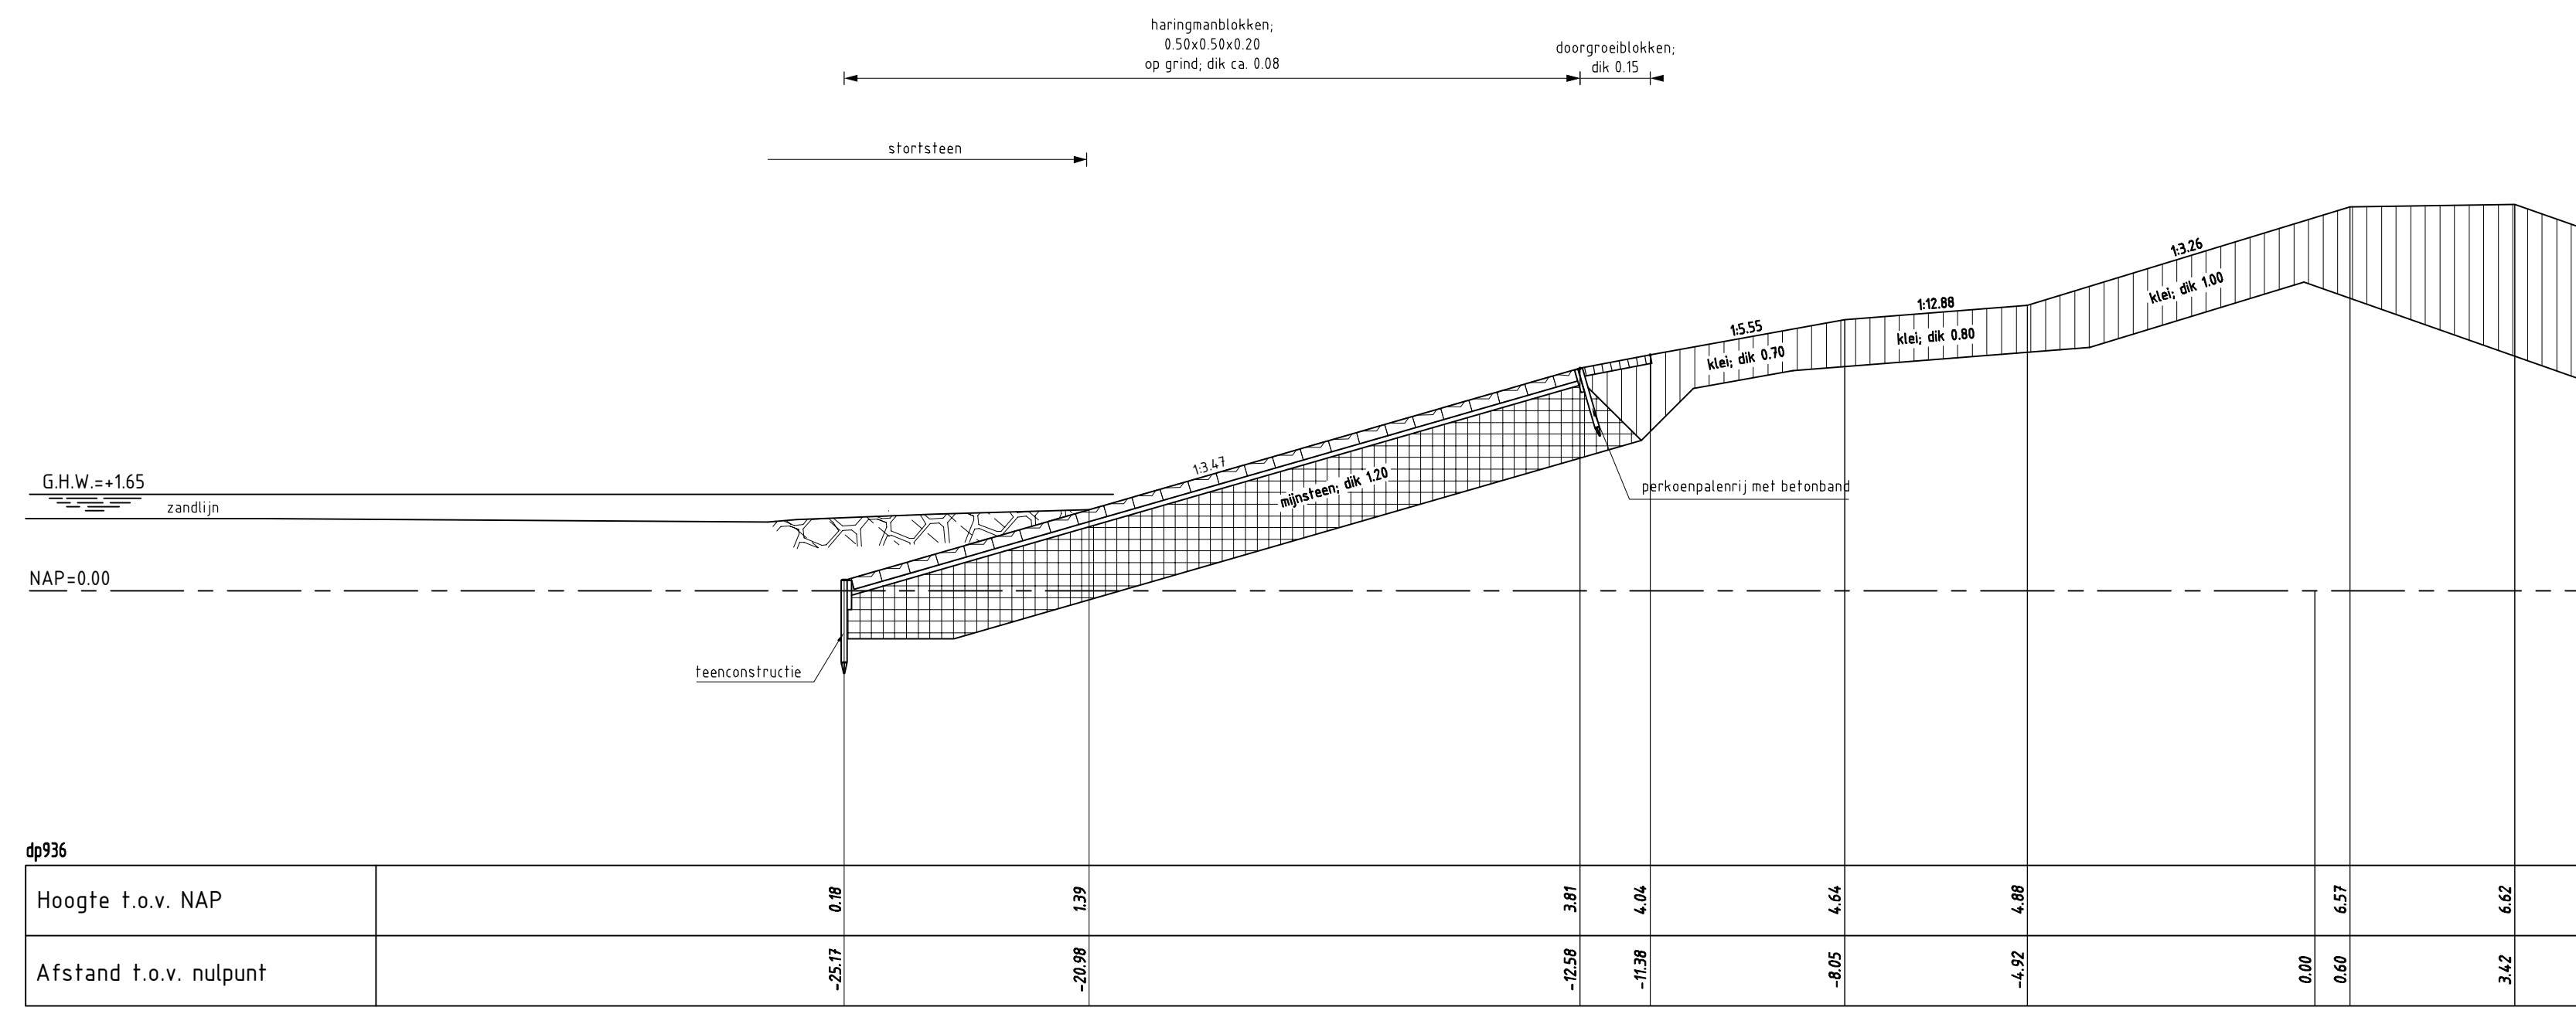 haringmanblokken;
0.50x0.50x0.20
op grind; dik ca. 0.08
doorgroeiblokken;
dik 0.15
stortsteen
1:3.26
klei; dik 1.00
1:12.88
klei; dik 0.80
1:5.55
klei; dik 0.70
1:3.47
mijnsteen; dik 1.20
G.H.W.=+1.65
zandlijn
perkoenpalenrij met betonband
NAP=0.00
teenconstructie
dp936
Hoogte t.o.v. NAP 0.18 1.39 3.81 4.04 4.64 4.88 6.57 6.62
Afstand t.o.v. nulpunt -25.17 -20.98 -12.58 -11.38 -8.05 -4.92 0.00 0.60 3.42